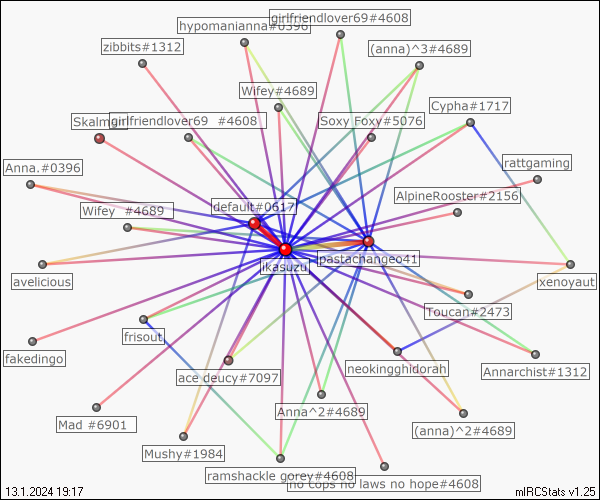 girlfriendlover69#4608
hypomanianna#0396
zibbits#1312
(anna)^3#4689
Wifey#4689
Cypha#1717
Skalman
girlfriendlover69 #4608
Soxy Foxy#5076
rattgaming
Anna.#0396
AlpineRooster#2156
default#0617
Wifey #4689
pastachangeo41
ikasuzu
avelicious
xenoyaut
Toucan#2473
frisout
fakedingo
neokingghidorah
Annarchist#1312
ace deucy#7097
Anna^2#4689
Mad #6901
(anna)^2#4689
Mushy#1984
ramshackle gorey#4608
no cops no laws no hope#4608
13.1.2024 19:17
mIRCStats v1.25